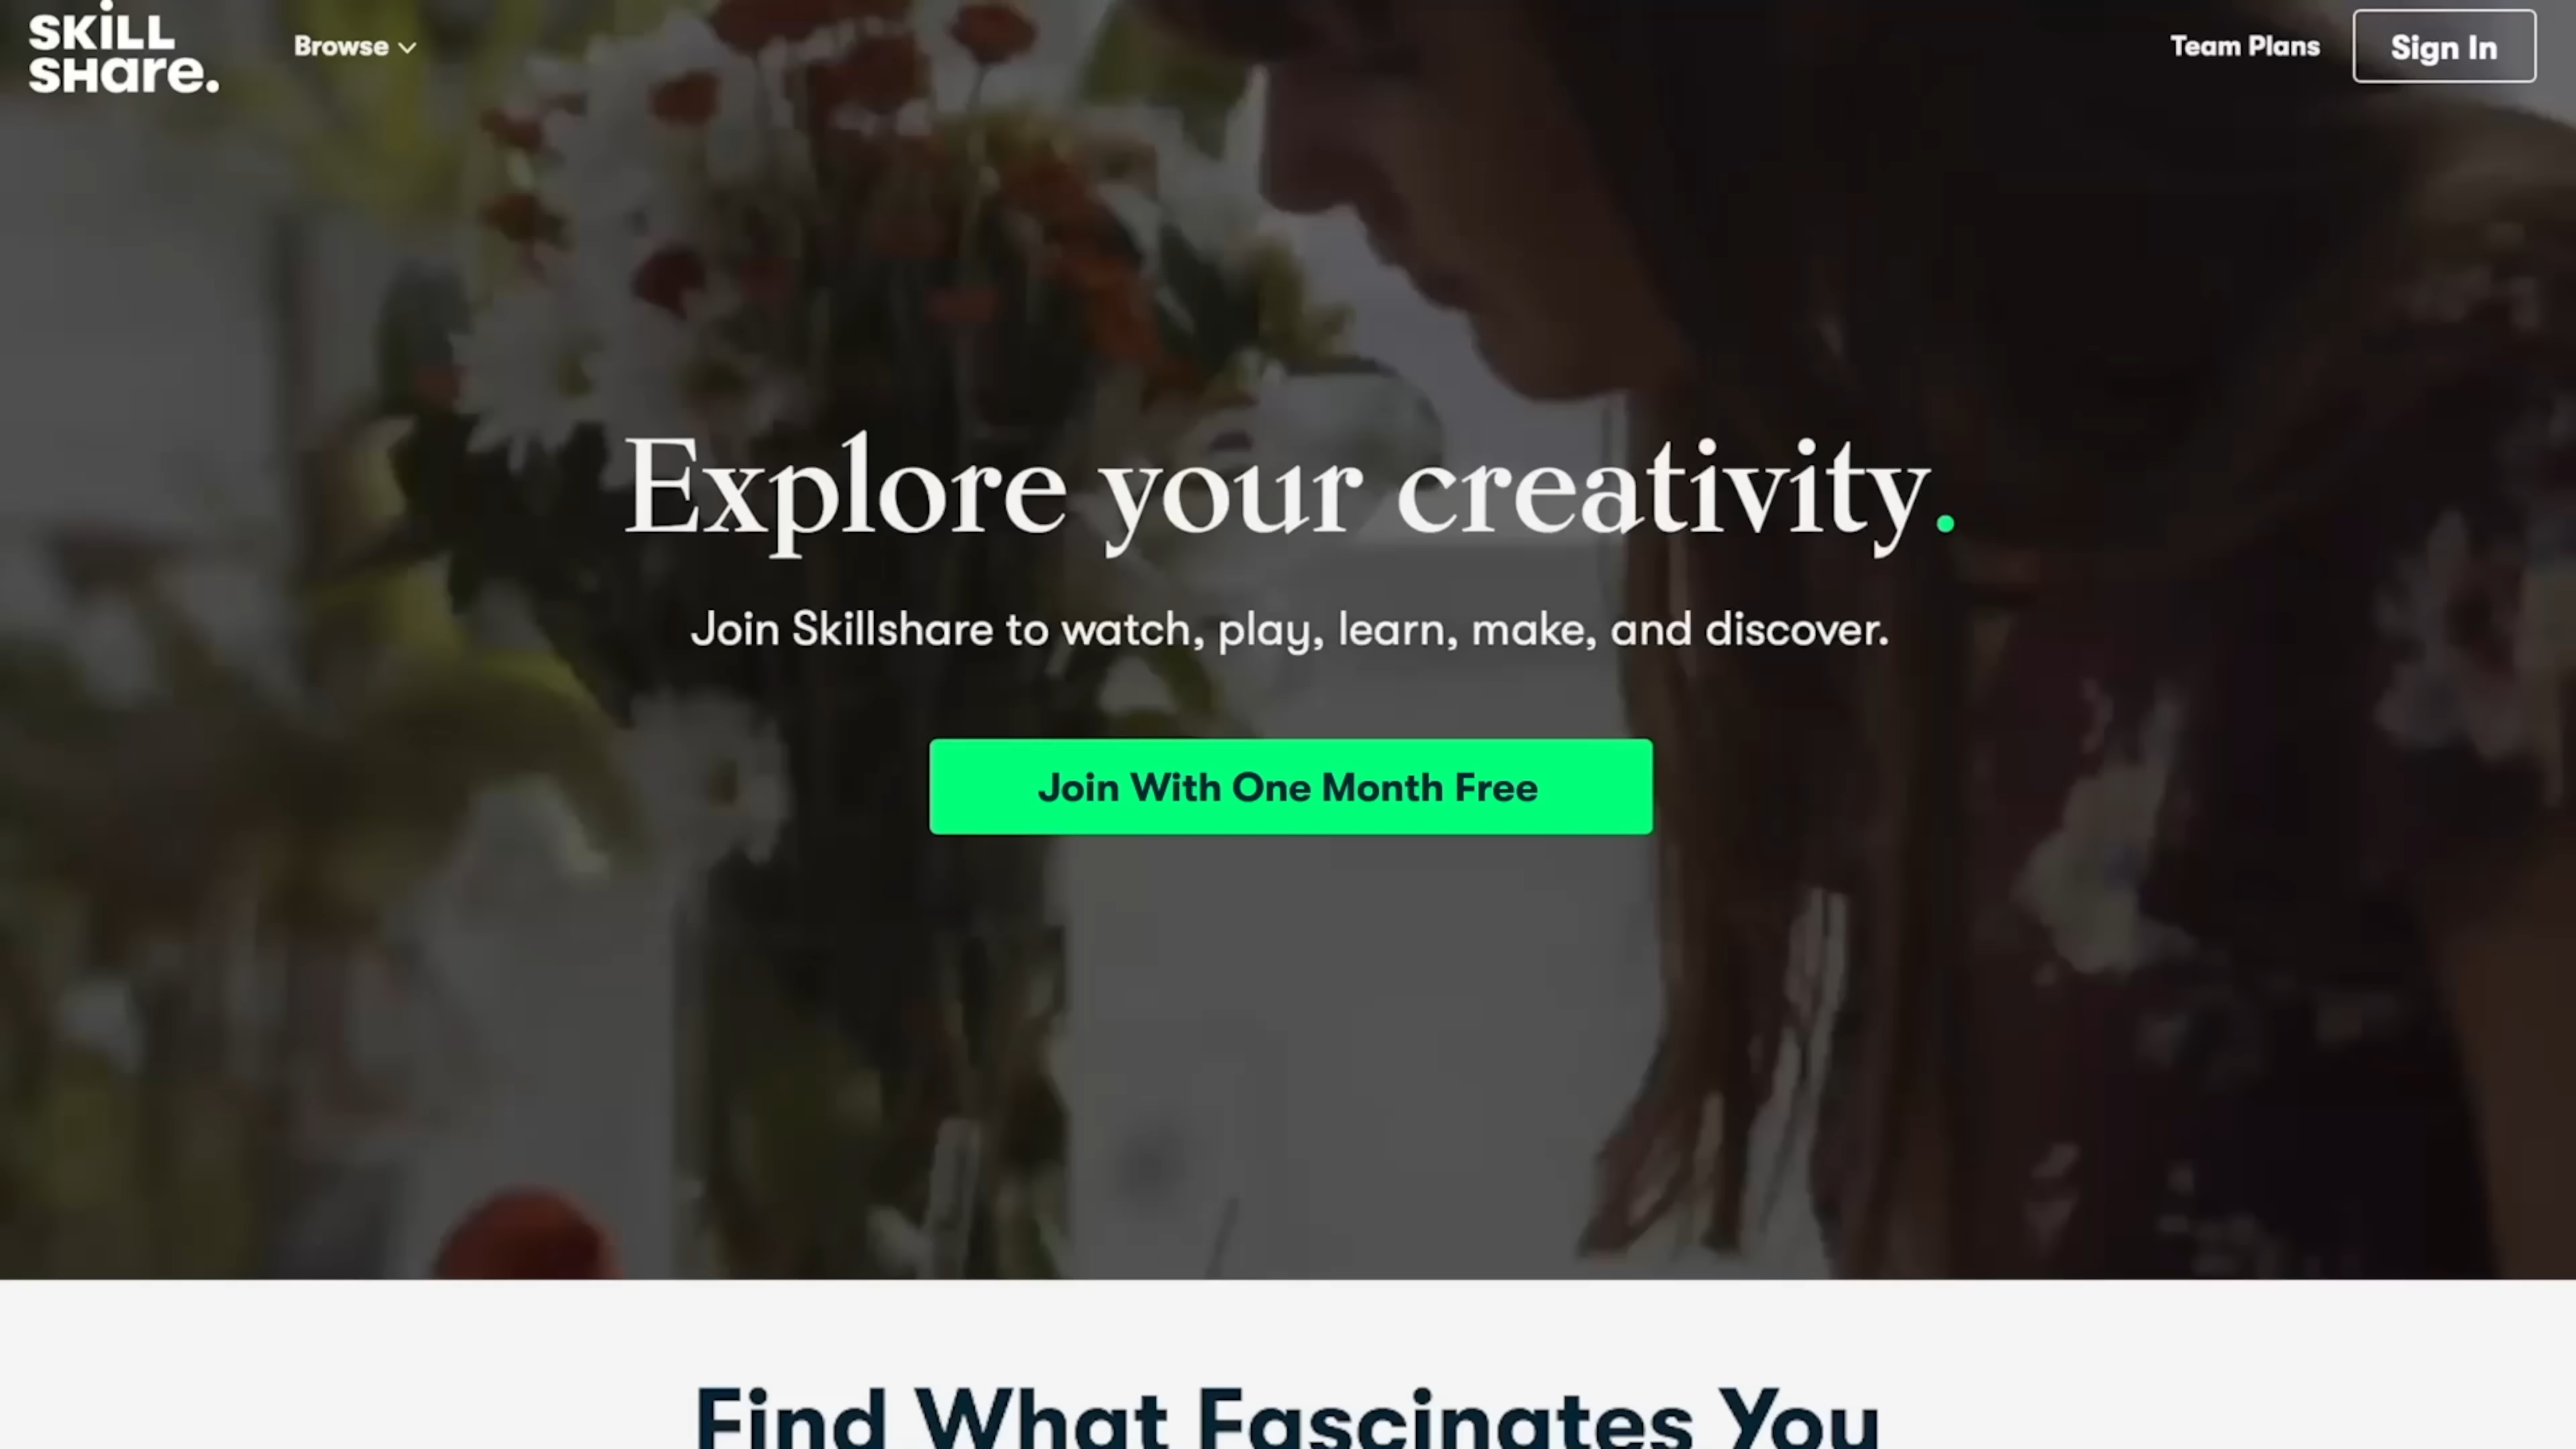 SKiLL
SHare.
Browse
Team Plans
Sign In
Explore your creativity.
Join Skillshare to watch, play, learn, make, and discover.
Join With One Month Free
Find What Fascinates You